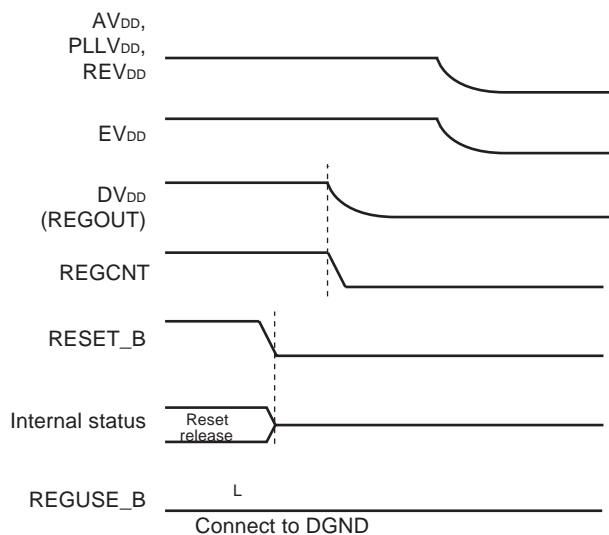 AVDD,
PLLVDD,
REVDD
EVDD
DVDD
(REGOUT)
REGCNT
RESET_B
Internal status
Reset
release
REGUSE_B
L
Connect to DGND